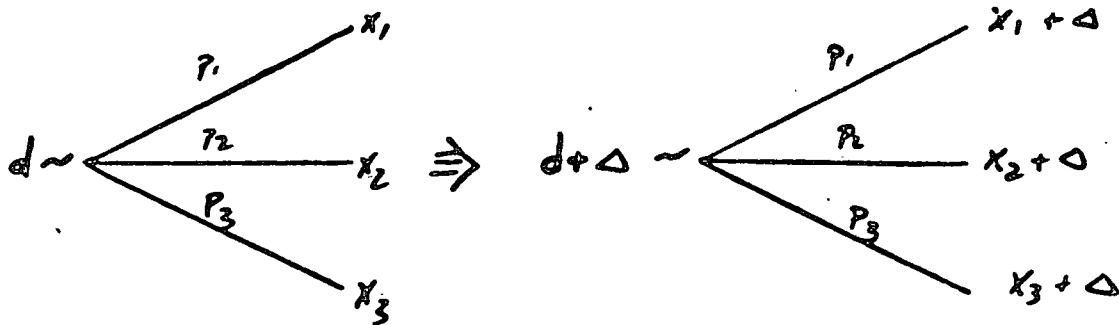 x₁ x₁ + Δ
P₁ P₁
P₂ P₂
d ~ x₂ ⇒ d + Δ ~ x₂ + Δ
P₃ P₃
x₃ x₃ + Δ